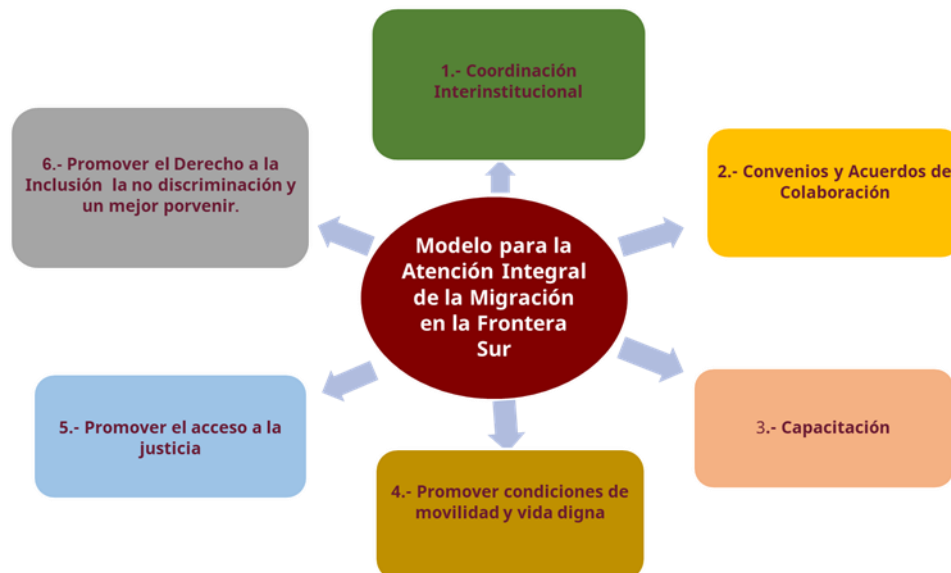 1.- Coordinación
Interinstitucional
2.- Convenios y Acuerdos de
Colaboración
3.- Capacitación
4.- Promover condiciones de
movilidad y vida digna
5.- Promover el acceso a la
justicia
6.- Promover el Derecho a la
Inclusión la no discriminación y
un mejor porvenir.
Modelo para la
Atención Integral
de la Migración
en la Frontera
Sur